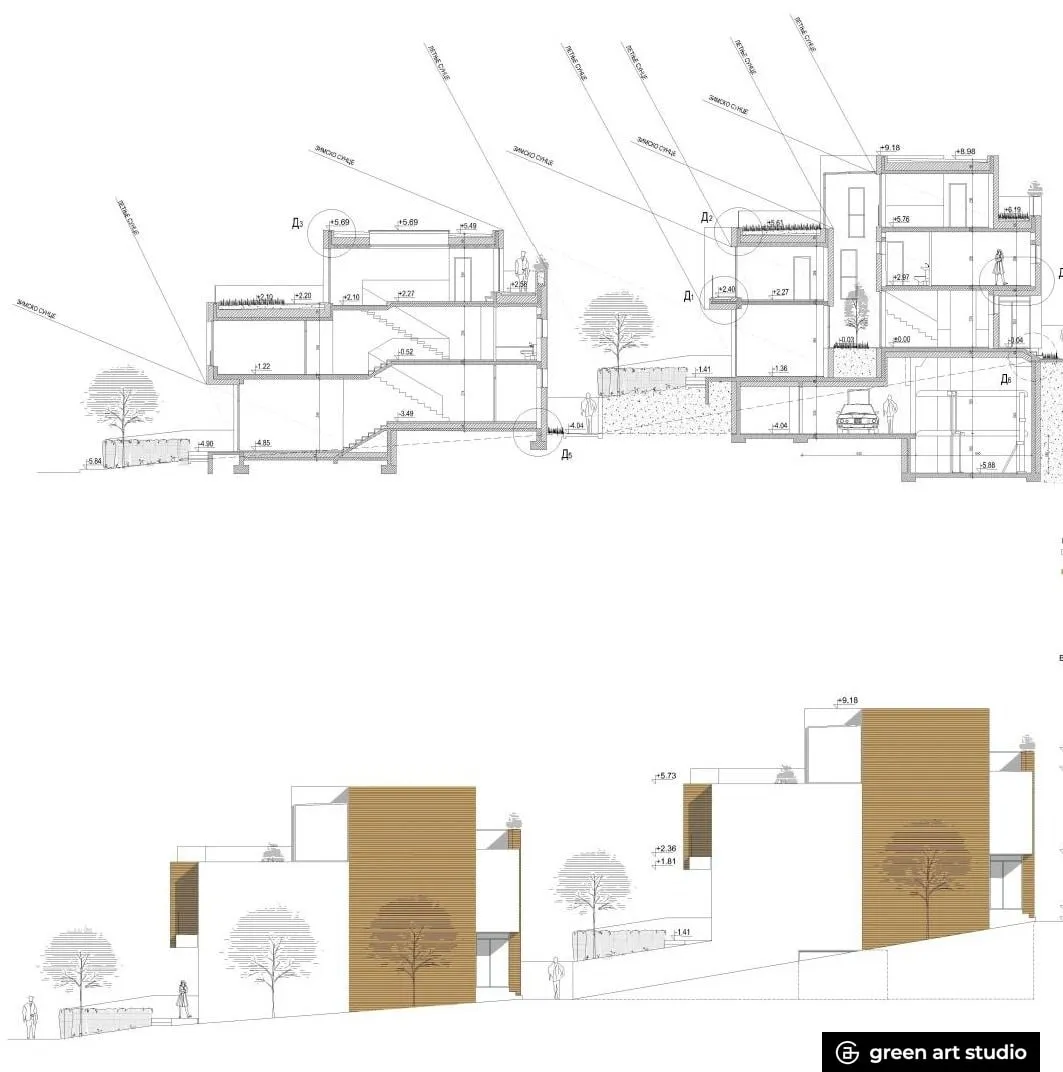 ЛЕТЊЕ СУНЦЕ
ЛЕТЊЕ СУНЦЕ
ЛЕТЊЕ СУНЦЕ
ЛЕТЊЕ СУНЦЕ
ЛЕТЊЕ СУНЦЕ
ЗИМСКО СУНЦЕ
ЗИМСКО СУНЦЕ
ЗИМСКО СУНЦЕ
ЗИМСКО СУНЦЕ
+9.18
+8.98
ЛЕТЊЕ СУНЦЕ
Д3
+5.69
+5.69
+5.49
Д2
+5.61
+5.76
+6.19
ЗИМСКО СУНЦЕ
+2.10
+2.20
+2.10
+2.27
+2.58
Д1
+2.40
+2.27
+2.97
-0.52
-0.03
±0.00
-0.04
-1.22
-1.41
-1.36
Д6
-3.49
-4.04
-4.04
-4.90
-4.85
Д5
-5.84
-5.88
+9.18
+5.73
+2.36
+1.81
-1.41
green art studio